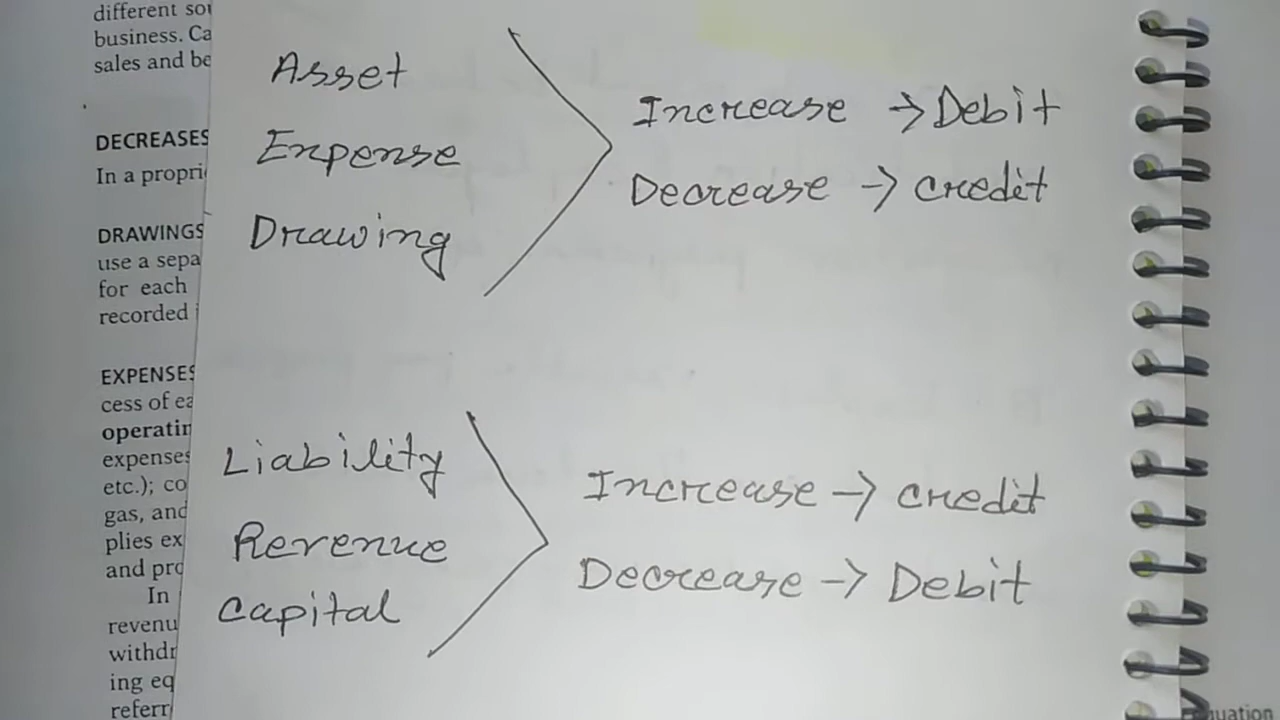 different
business. Ca
sales and be
DECREASES
In a propri
DRAWINGS
use a sepa
for each
recorded
EXPENSES
cess of ea
operatin
expenses
etc.); co
gas, and
plies ex
and pro
In
revenu
withdr
ing eq
referr
Asset
Expense
Drawing
Increase → Debit
Decrease → credit
Liability
Revenue
Capital
Increase → credit
Decrease → Debit